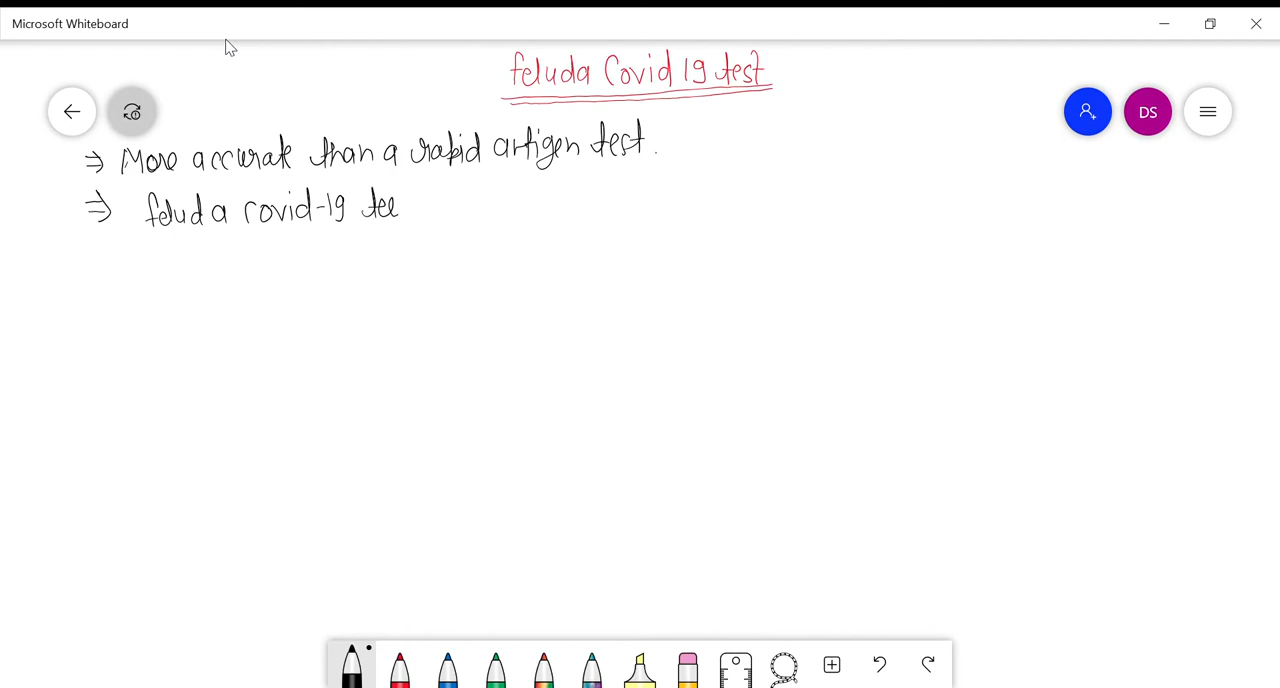 Microsoft Whiteboard
feluda Covid 19 test
DS
⇒ More accurate than a rapid antigen test.
⇒ feluda covid-19 tee